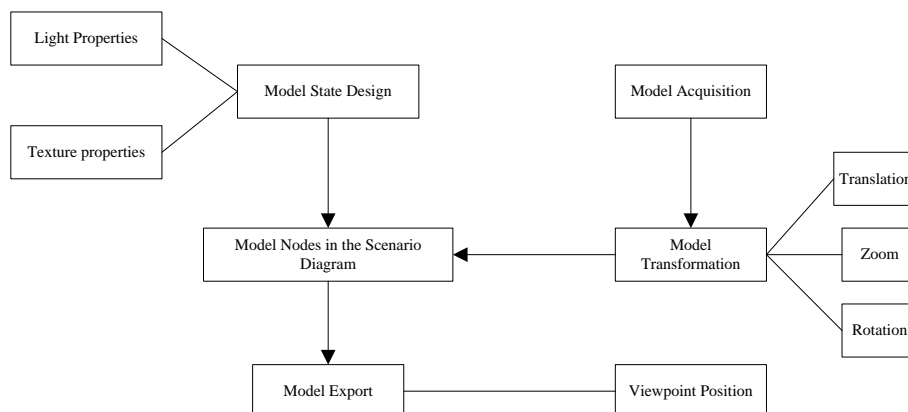 Light Properties
Model State Design
Model Acquisition
Texture properties
Translation
Model Nodes in the Scenario
Diagram
Model
Transformation
Zoom
Rotation
Model Export
Viewpoint Position